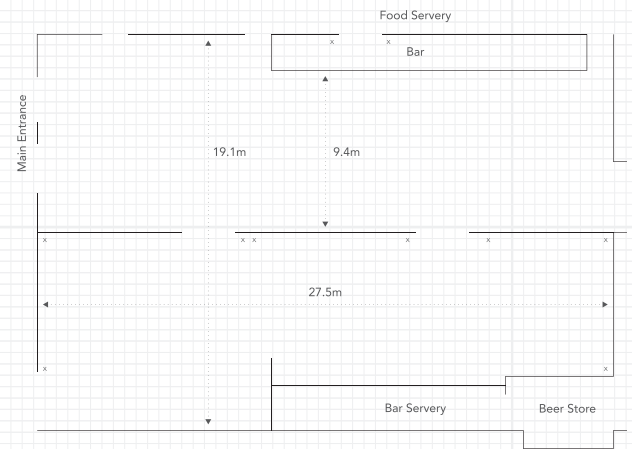 Food Servery
x
x
Bar
Main Entrance
19.1m
9.4m
x
x
x
x
x
x
27.5m
x
x
Bar Servery
Beer Store